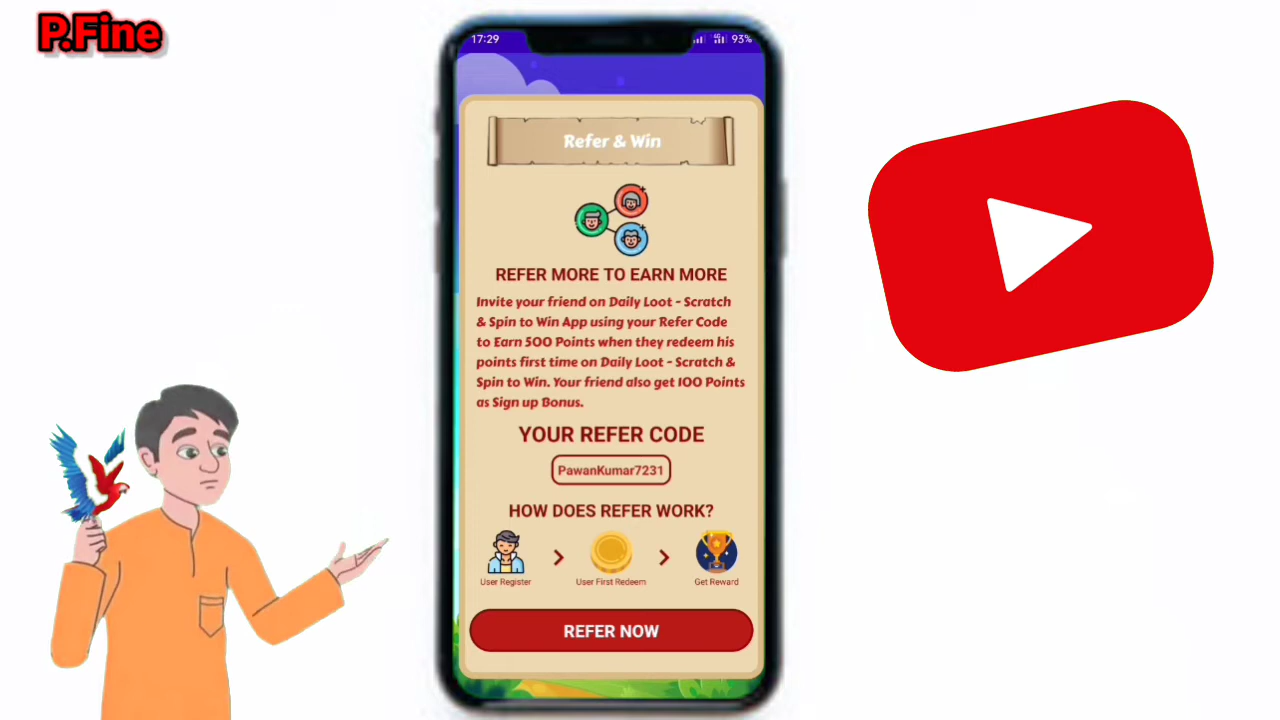 P.Fine
17:29
4G 93%
Refer & Win
REFER MORE TO EARN MORE
Invite your friend on Daily Loot - Scratch
& Spin to Win App using your Refer Code
to Earn 500 Points when they redeem his
points first time on Daily Loot - Scratch &
Spin to Win. Your friend also get 100 Points
as Sign up Bonus.
YOUR REFER CODE
PawanKumar7231
HOW DOES REFER WORK?
User Register
User First Redeem
Get Reward
REFER NOW